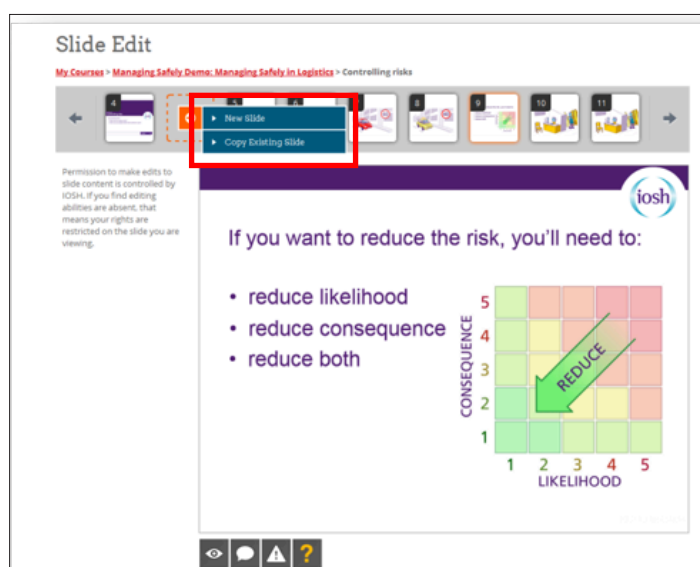 Slide Edit
My Courses > Managing Safely Demo: Managing Safely in Logistics > Controlling risks
4
8
9
10
11
New Slide
Copy Existing Slide
Permission to make edits to
slide content is controlled by
IOSH. If you find editing
abilities are absent, that
means your rights are
restricted on the slide you are
viewing.
iosh
If you want to reduce the risk, you'll need to:
• reduce likelihood
• reduce consequence
• reduce both
CONSEQUENCE
5
4
3
2
1
REDUCE
1 2 3 4 5
LIKELIHOOD
?